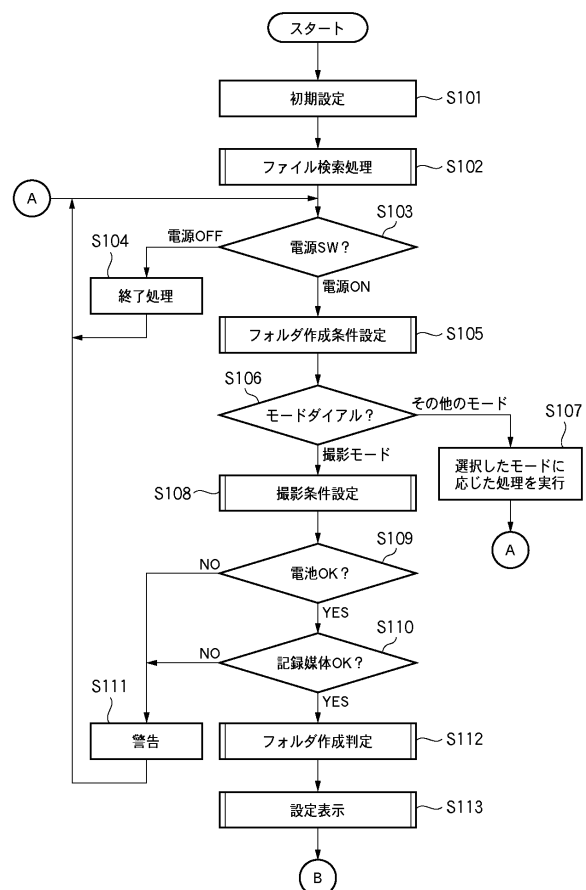 スタート
初期設定
S101
ファイル検索処理
S102
A
S103
電源SW?
電源OFF
S104
終了処理
電源ON
フォルダ作成条件設定
S105
S106
モードダイアル?
その他のモード
S107
選択したモードに
応じた処理を実行
A
撮影モード
S108
撮影条件設定
S109
電池OK?
NO
YES
S110
記録媒体OK?
NO
YES
S111
警告
フォルダ作成判定
S112
設定表示
S113
B